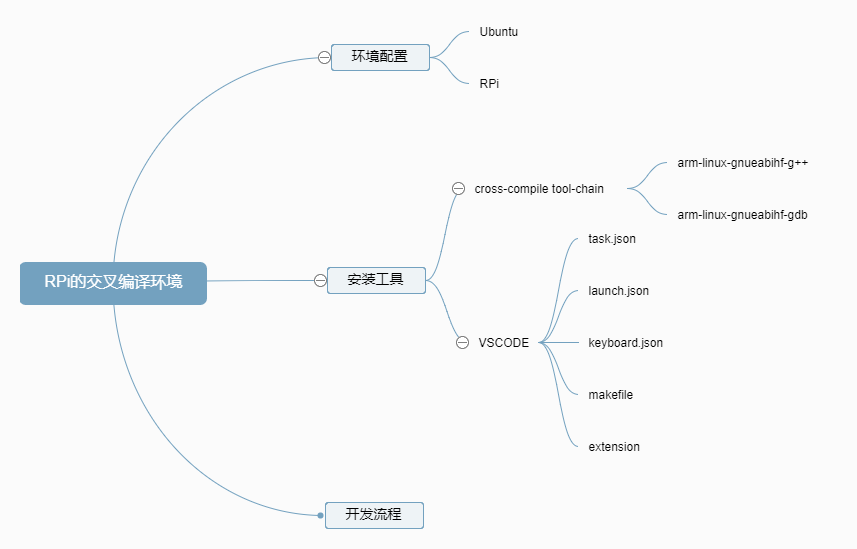 RPi的交叉编译环境
环境配置
Ubuntu
RPi
安装工具
cross-compile tool-chain
arm-linux-gnueabihf-g++
arm-linux-gnueabihf-gdb
VSCODE
task.json
launch.json
keyboard.json
makefile
extension
开发流程